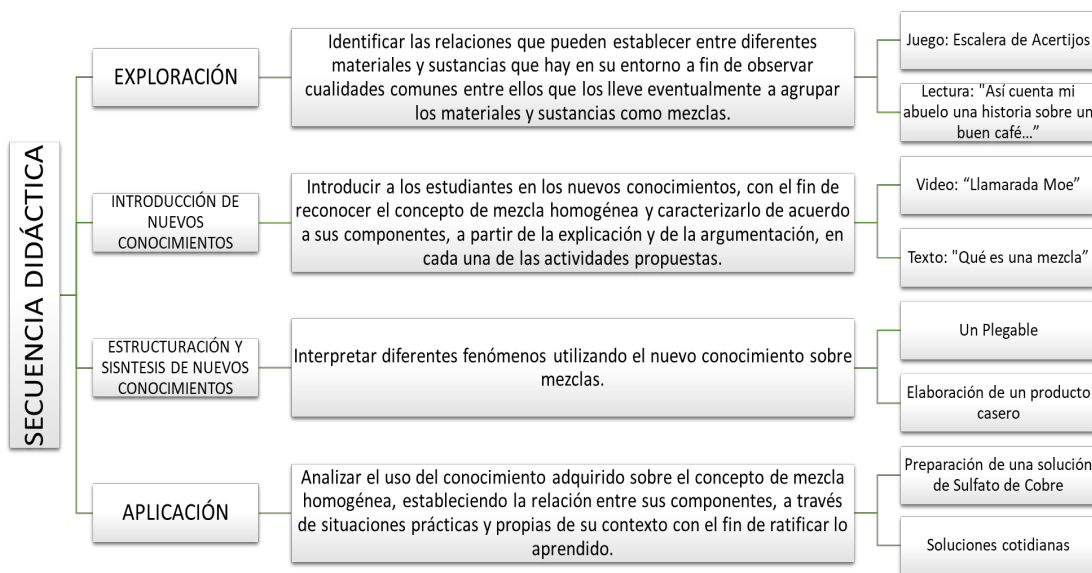 SECUENCIA DIDÁCTICA
EXPLORACIÓN
Identificar las relaciones que pueden establecer entre diferentes
materiales y sustancias que hay en su entorno a fin de observar
cualidades comunes entre ellos que los lleve eventualmente a agrupar
los materiales y sustancias como mezclas.
Juego: Escalera de Acertijos
Lectura: "Así cuenta mi
abuelo una historia sobre un
buen café…”
INTRODUCCIÓN DE
NUEVOS
CONOCIMIENTOS
Introducir a los estudiantes en los nuevos conocimientos, con el fin de
reconocer el concepto de mezcla homogénea y caracterizarlo de acuerdo
a sus componentes, a partir de la explicación y de la argumentación, en
cada una de las actividades propuestas.
Video: “Llamarada Moe”
Texto: "Qué es una mezcla”
ESTRUCTURACIÓN Y
SISNTESIS DE NUEVOS
CONOCIMIENTOS
Interpretar diferentes fenómenos utilizando el nuevo conocimiento sobre
mezclas.
Un Plegable
Elaboración de un producto
casero
APLICACIÓN
Analizar el uso del conocimiento adquirido sobre el concepto de mezcla
homogénea, estableciendo la relación entre sus componentes, a través
de situaciones prácticas y propias de su contexto con el fin de ratificar lo
aprendido.
Preparación de una solución
de Sulfato de Cobre
Soluciones cotidianas